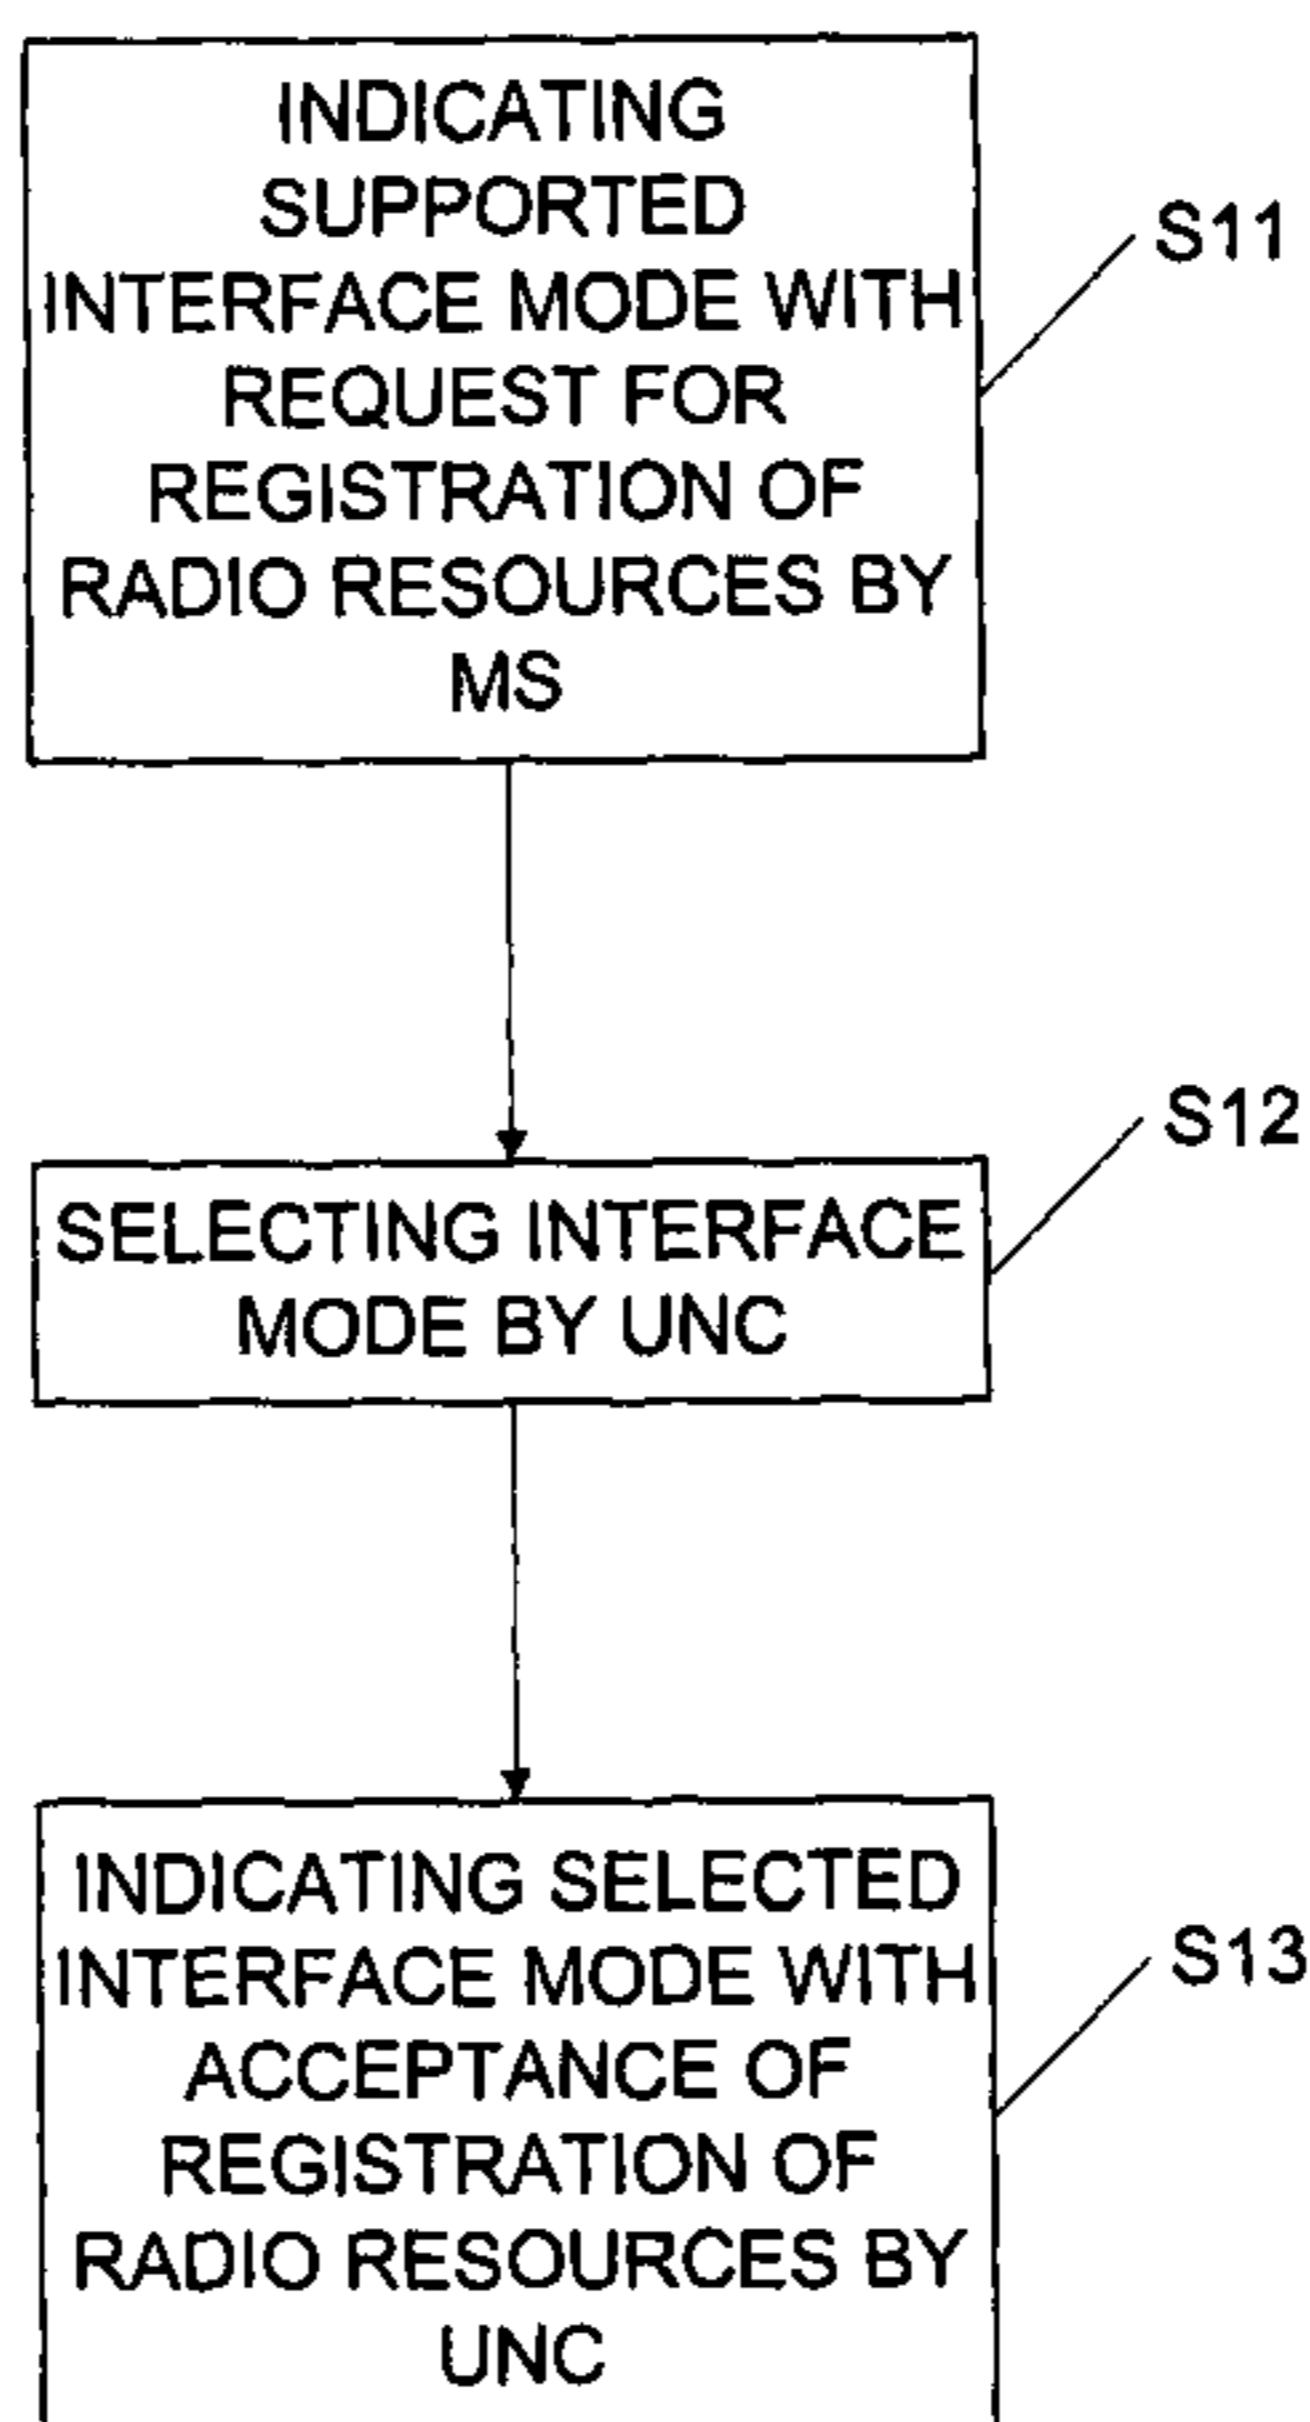 INDICATING
SUPPORTED
INTERFACE MODE WITH
REQUEST FOR
REGISTRATION OF
RADIO RESOURCES BY
MS
S11
SELECTING INTERFACE
MODE BY UNC
S12
INDICATING SELECTED
INTERFACE MODE WITH
ACCEPTANCE OF
REGISTRATION OF
RADIO RESOURCES BY
UNC
S13